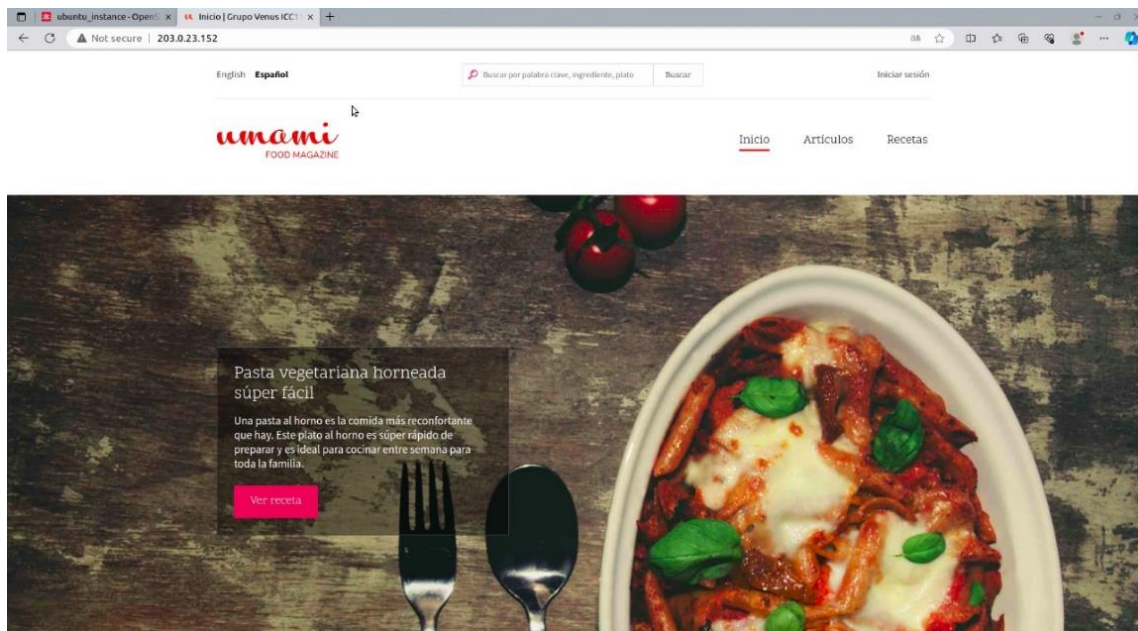 ubuntu_instance - OpenS
Inicio | Grupo Venus ICC
Not secure | 203.0.23.152
English Español
Buscar por palabra clave, ingrediente, plato Buscar
Iniciar sesión
umami
FOOD MAGAZINE
Inicio Artículos Recetas
Pasta vegetariana horneada
súper fácil
Una pasta al horno es la comida más reconfortante
que hay. Este plato al horno es súper rápido de
preparar y es ideal para cocinar entre semana para
toda la familia.
Ver receta